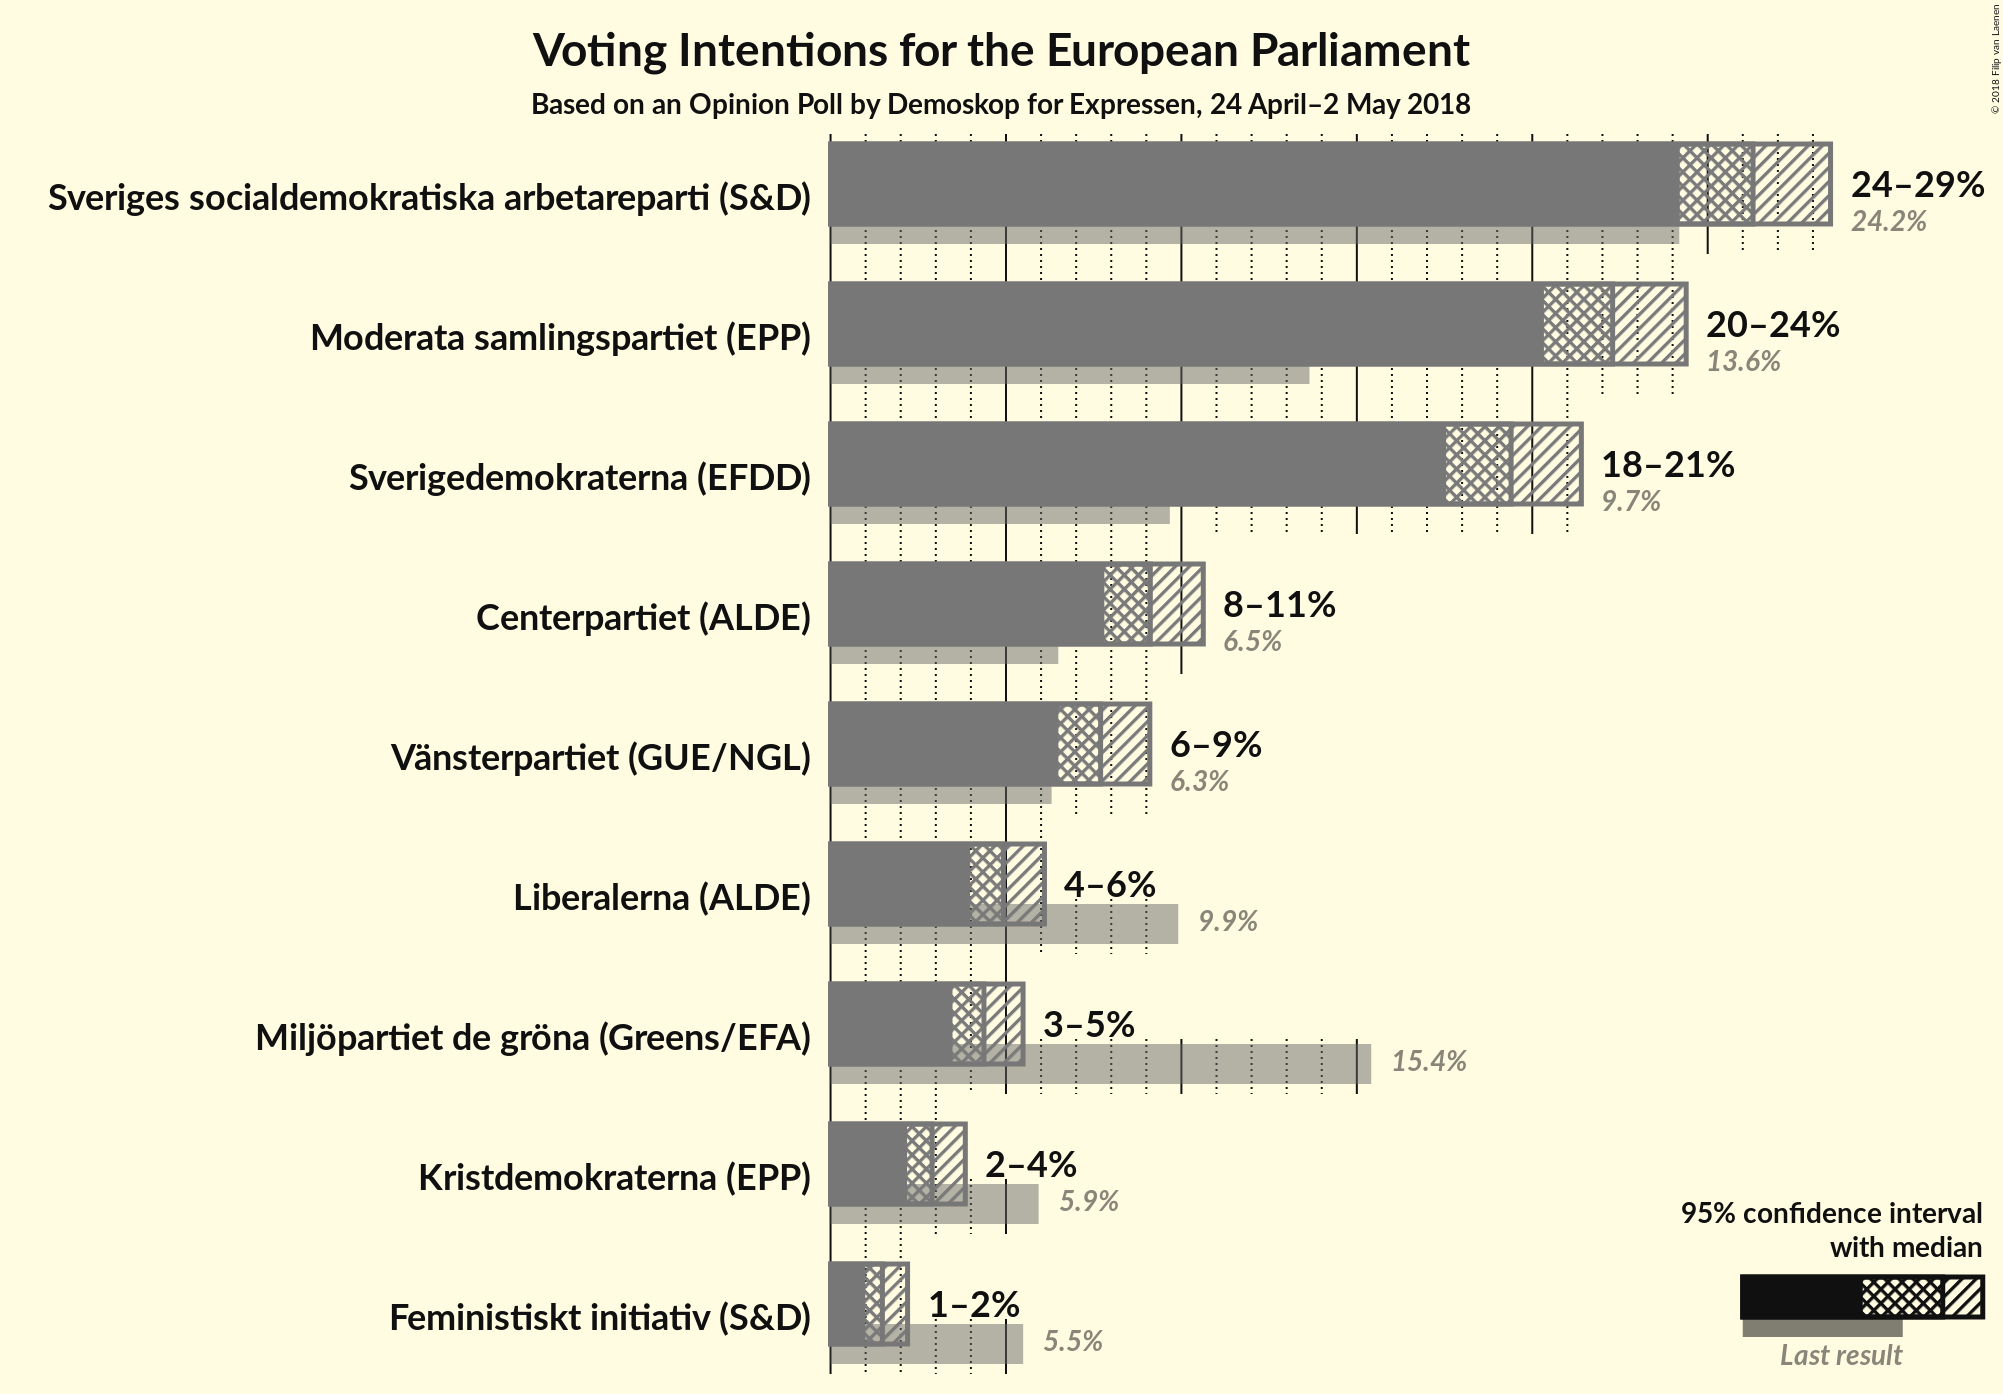 Voting Intentions for the European Parliament
Based on an Opinion Poll by Demoskop for Expressen, 24 April–2 May 2018
© 2018 Filip van Laenen
Sveriges socialdemokratiska arbetareparti (S&D)
24–29%
24.2%
Moderata samlingspartiet (EPP)
20–24%
13.6%
Sverigedemokraterna (EFDD)
18–21%
9.7%
Centerpartiet (ALDE)
8–11%
6.5%
Vänsterpartiet (GUE/NGL)
6–9%
6.3%
Liberalerna (ALDE)
4–6%
9.9%
Miljöpartiet de gröna (Greens/EFA)
3–5%
15.4%
Kristdemokraterna (EPP)
2–4%
5.9%
Feministiskt initiativ (S&D)
1–2%
5.5%
95% confidence interval
with median
Last result